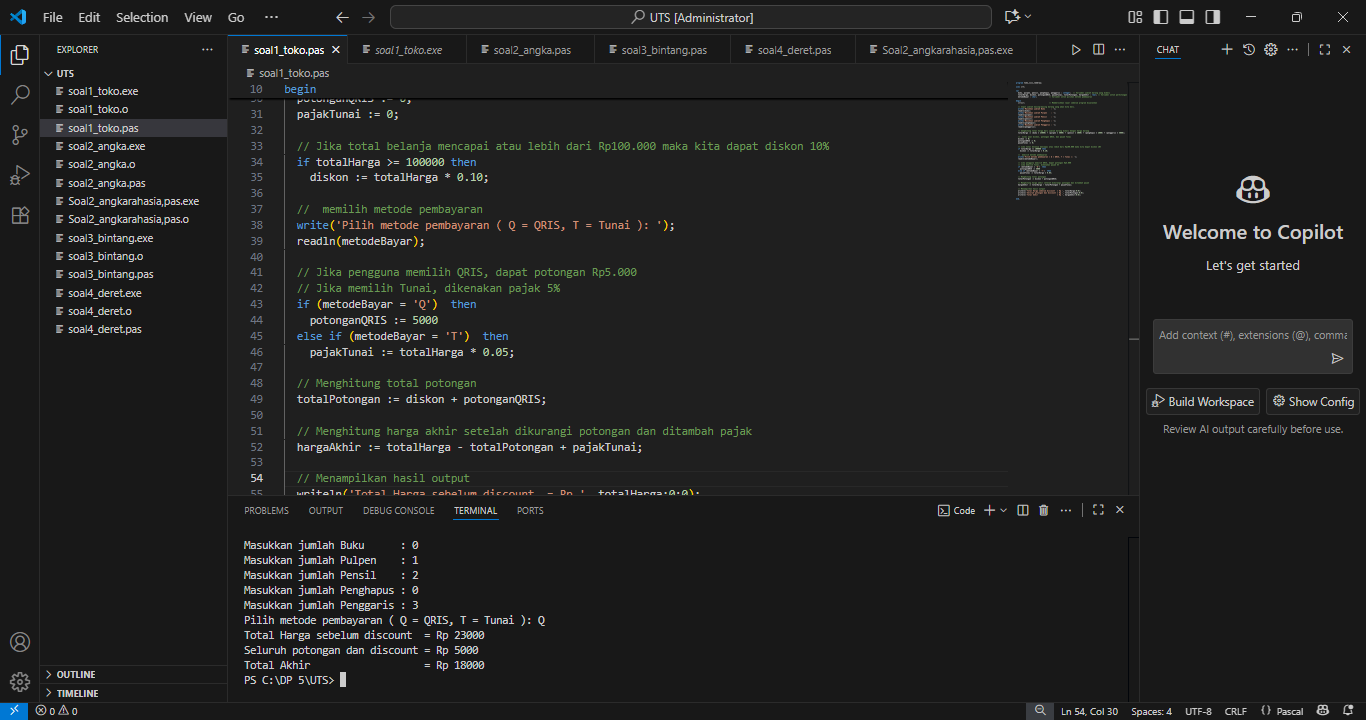 File Edit Selection View Go ··· UTS [Administrator]
EXPLORER ···
UTS
soal1_toko.exe
soal1_toko.o
soal1_toko.pas
soal2_angka.exe
soal2_angka.o
soal2_angka.pas
Soal2_angkarahasia,pas.exe
Soal2_angkarahasia,pas.o
soal3_bintang.exe
soal3_bintang.o
soal3_bintang.pas
soal4_deret.exe
soal4_deret.o
soal4_deret.pas
OUTLINE
TIMELINE
soal1_toko.pas soal1_toko.exe soal2_angka.pas soal3_bintang.pas soal4_deret.pas Soal2_angkarahasia,pas.exe
soal1_toko.pas
10 begin
30 potonganQRIS := 0;
31 pajakTunai := 0;
32
33 // Jika total belanja mencapai atau lebih dari Rp100.000 maka kita dapat diskon 10%
34 if totalHarga >= 100000 then
35 diskon := totalHarga * 0.10;
36
37 //  memilih metode pembayaran
38 write('Pilih metode pembayaran ( Q = QRIS, T = Tunai ): ');
39 readln(metodeBayar);
40
41 // Jika pengguna memilih QRIS, dapat potongan Rp5.000
42 // Jika memilih Tunai, dikenakan pajak 5%
43 if (metodeBayar = 'Q')  then
44 potonganQRIS := 5000
45 else if (metodeBayar = 'T')  then
46 pajakTunai := totalHarga * 0.05;
47
48 // Menghitung total potongan
49 totalPotongan := diskon + potonganQRIS;
50
51 // Menghitung harga akhir setelah dikurangi potongan dan ditambah pajak
52 hargaAkhir := totalHarga - totalPotongan + pajakTunai;
53
54 // Menampilkan hasil output
55 writeln('Total Harga sebelum discount  = Rp ', totalHarga:0:0);
PROBLEMS OUTPUT DEBUG CONSOLE TERMINAL PORTS Code
Masukkan jumlah Buku      : 0
Masukkan jumlah Pulpen    : 1
Masukkan jumlah Pensil    : 2
Masukkan jumlah Penghapus : 0
Masukkan jumlah Penggaris : 3
Pilih metode pembayaran ( Q = QRIS, T = Tunai ): Q
Total Harga sebelum discount  = Rp 23000
Seluruh potongan dan discount = Rp 5000
Total Akhir                   = Rp 18000
PS C:\DP 5\UTS>
CHAT
Welcome to Copilot
Let's get started
Add context (#), extensions (@), comma
Build Workspace Show Config
Review AI output carefully before use.
0 0 Ln 54, Col 30 Spaces: 4 UTF-8 CRLF {} Pascal